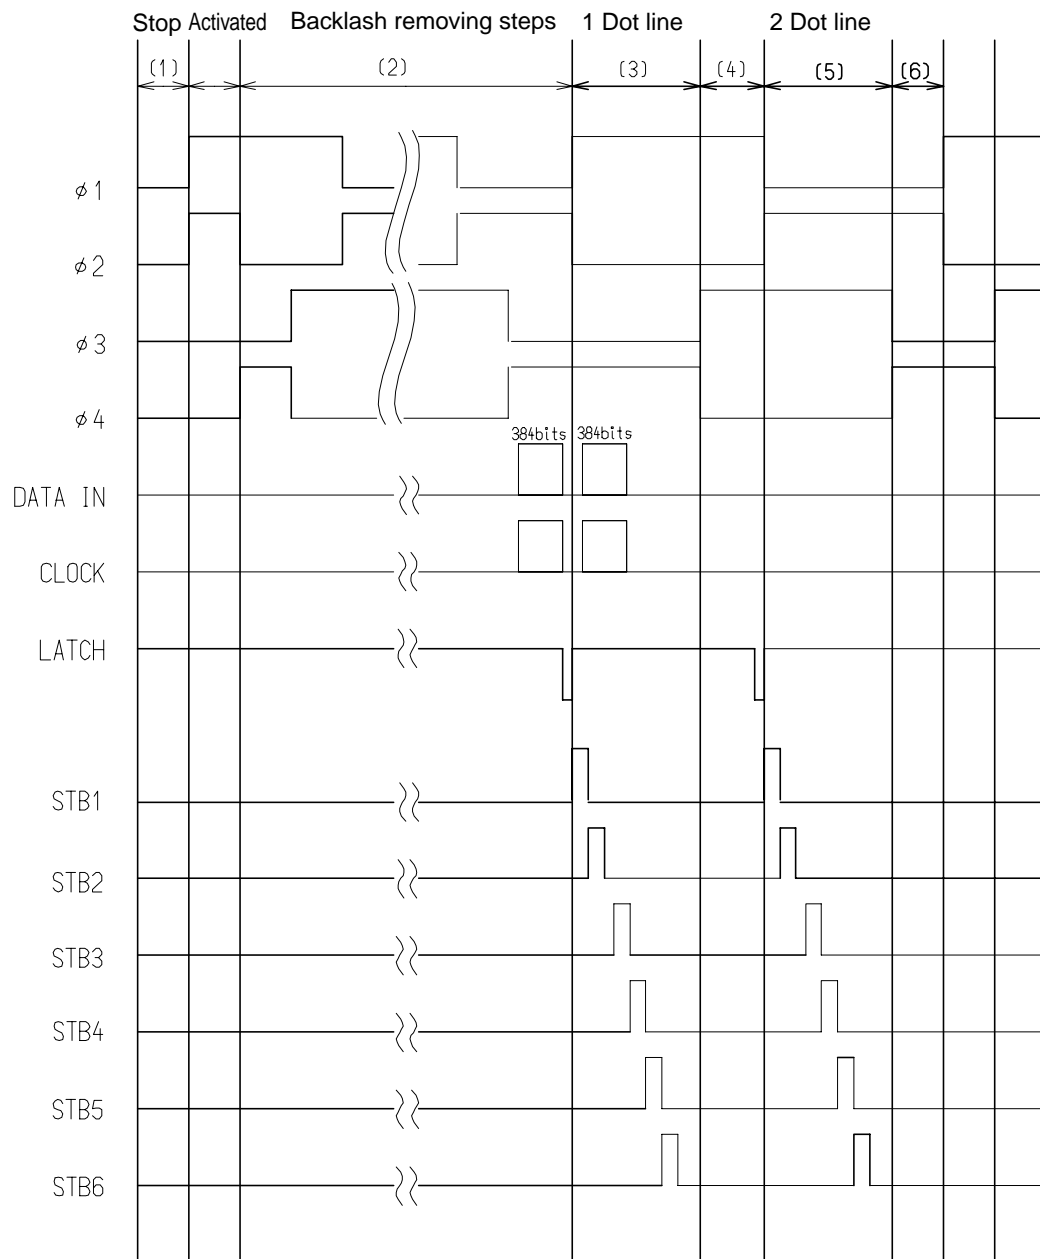 Stop Activated Backlash removing steps 1 Dot line 2 Dot line
(1) (2) (3) (4) (5) (6)
φ1
φ2
φ3
φ4
384bits 384bits
DATA IN
CLOCK
LATCH
STB1
STB2
STB3
STB4
STB5
STB6